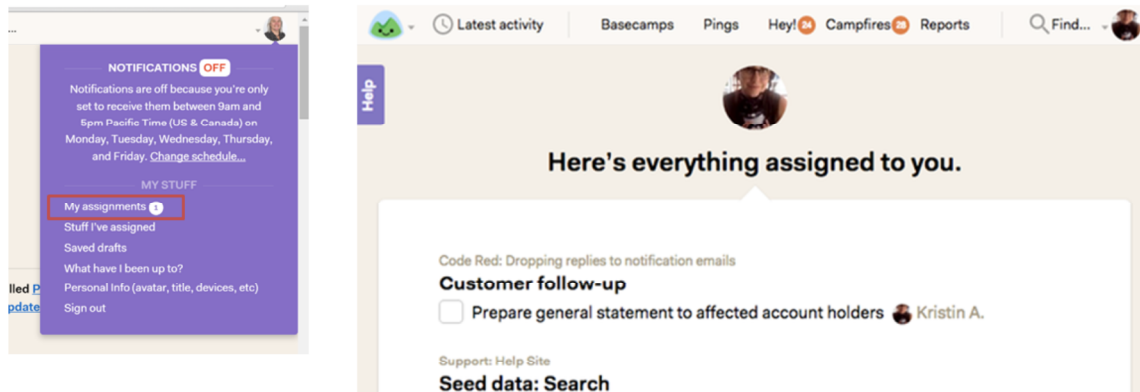 ...
NOTIFICATIONS OFF
Notifications are off because you're only
set to receive them between 9am and
5pm Pacific Time (US & Canada) on
Monday, Tuesday, Wednesday, Thursday,
and Friday. Change schedule...
MY STUFF
My assignments 1
Stuff I've assigned
Saved drafts
What have I been up to?
Personal Info (avatar, title, devices, etc)
Sign out
lled P
pdate
Latest activity Basecamps Pings Hey! 24 Campfires 28 Reports Find...
Help
Here's everything assigned to you.
Code Red: Dropping replies to notification emails
Customer follow-up
Prepare general statement to affected account holders Kristin A.
Support: Help Site
Seed data: Search